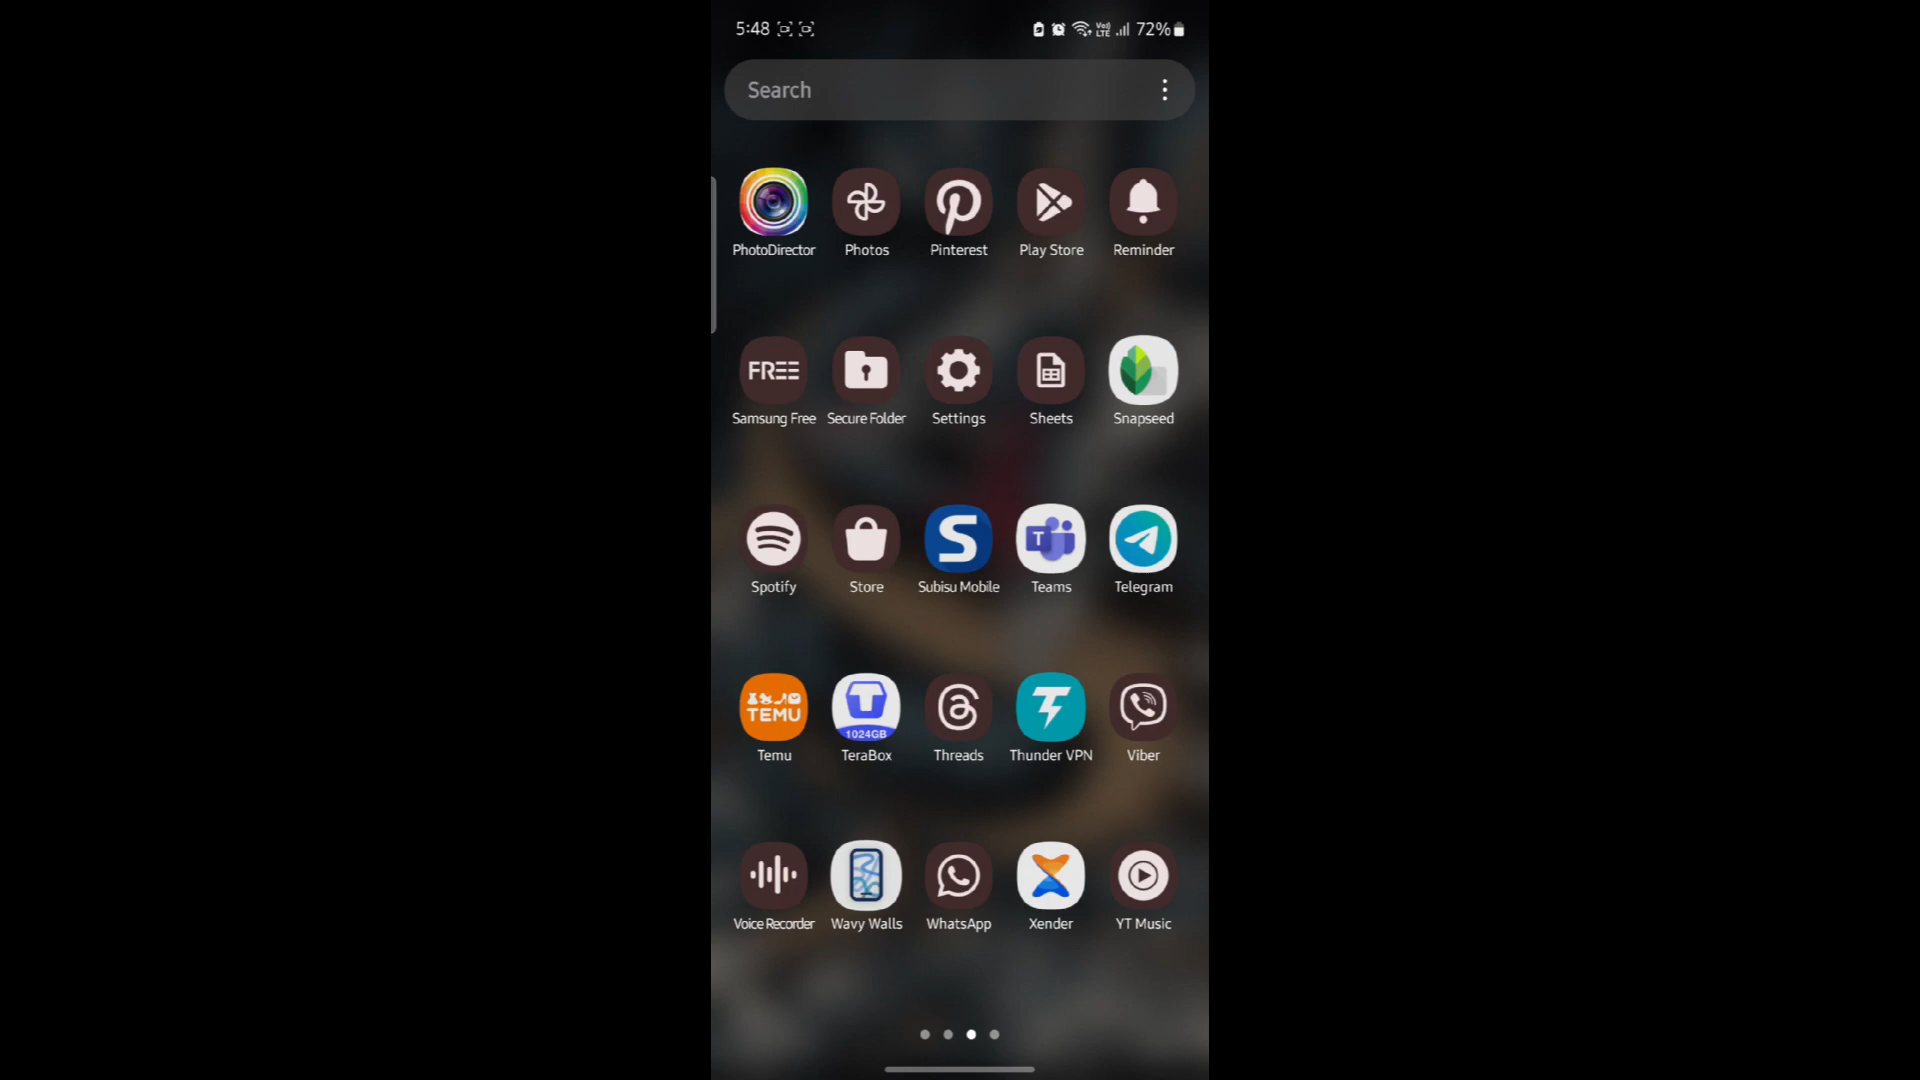 5:48 Vo) LTE 72%
Search
PhotoDirector Photos Pinterest Play Store Reminder
FREE
Samsung Free Secure Folder Settings Sheets Snapseed
S T
Spotify Store Subisu Mobile Teams Telegram
TEMU 1024GB
Temu TeraBox Threads Thunder VPN Viber
Voice Recorder Wavy Walls WhatsApp Xender YT Music